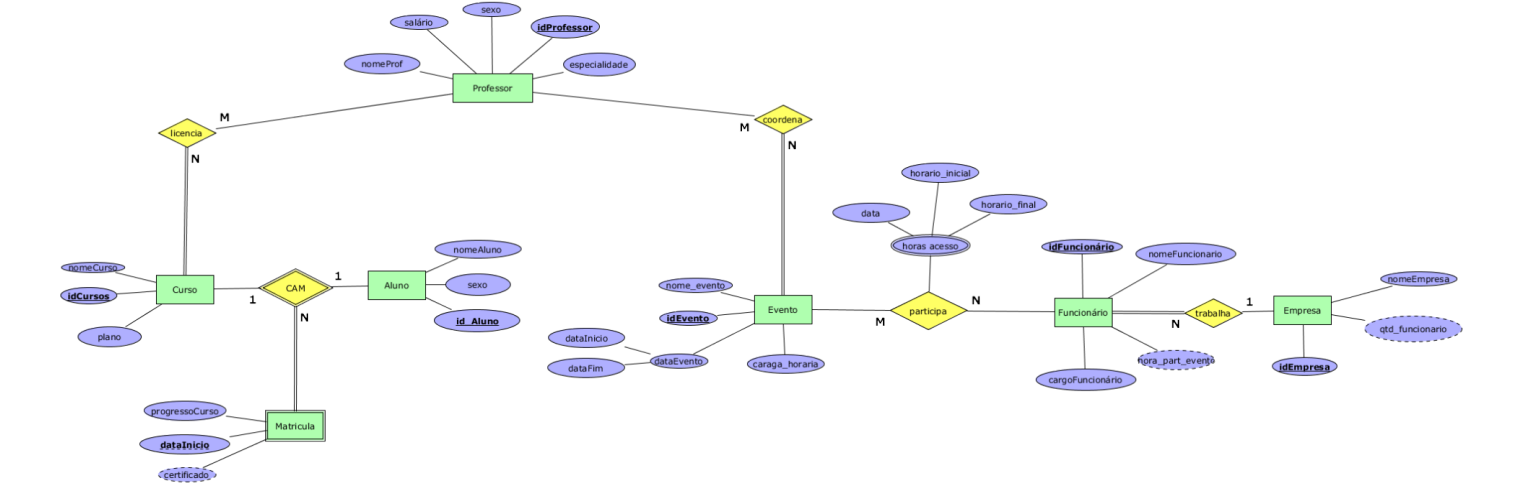 sexo
salário
idProfessor
nomeProf
especialidade
Professor
M
licencia
N
coordena
M
N
horario_inicial
data
horario_final
horas acesso
nomeAluno
idFuncionário
nomeFuncionario
nomeCurso
idCursos
Curso
plano
1
CAM
1
N
Aluno
sexo
id_Aluno
nome_evento
idEvento
Evento
dataInicio
dataFim
dataEvento
caraga_horaria
M
participa
N
Funcionário
N
trabalha
1
Empresa
nomeEmpresa
qtd_funcionario
idEmpresa
hora_part_evento
cargoFuncionário
progressoCurso
dataInicio
certificado
Matricula